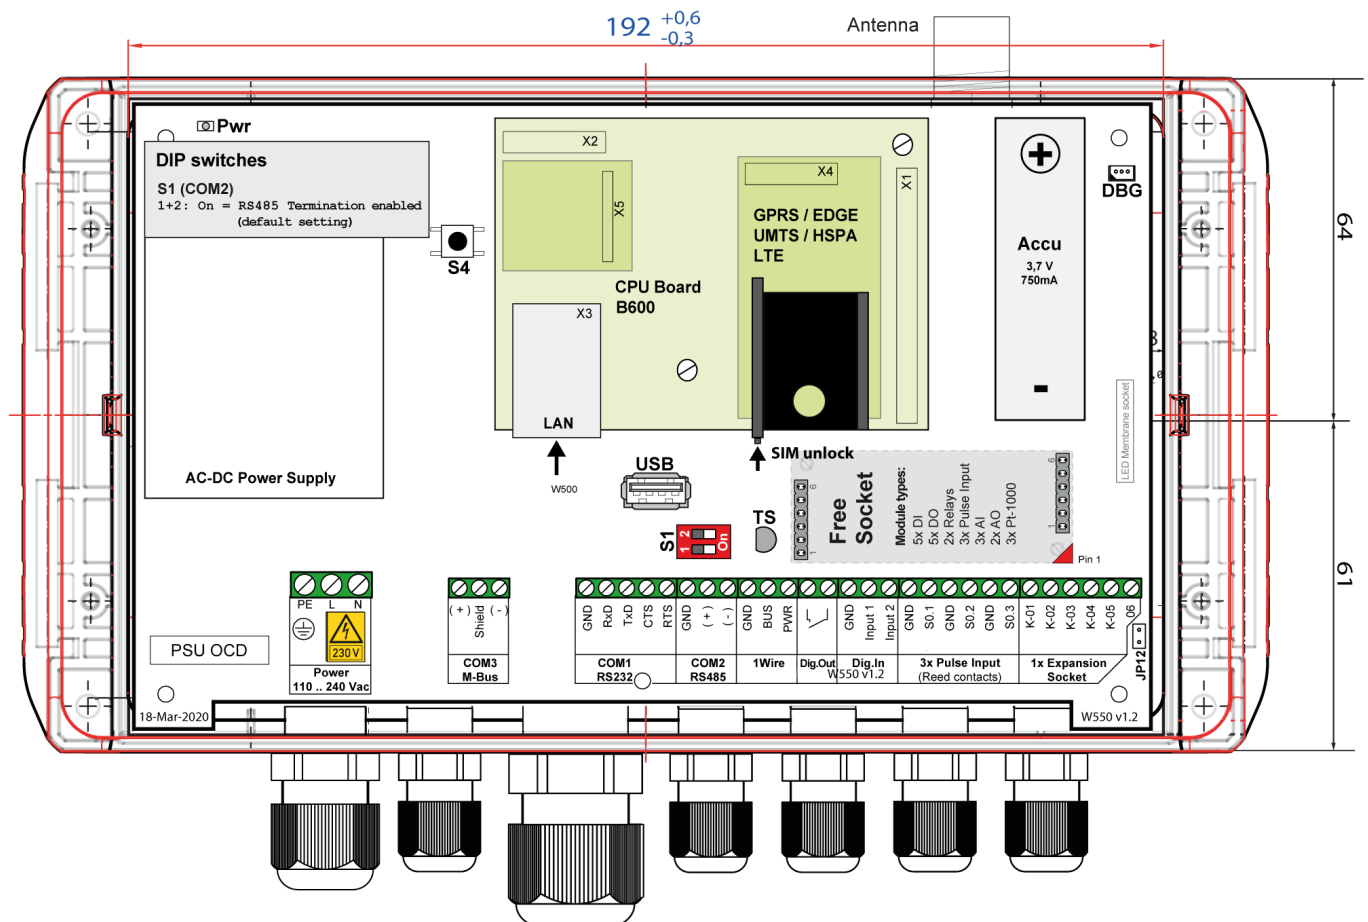 192 +0,6
-0,3
Antenna
Pwr
DIP switches
S1 (COM2)
1+2: On = RS485 Termination enabled
(default setting)
S4
AC-DC Power Supply
X2
X5
X4
X1
GPRS / EDGE
UMTS / HSPA
LTE
CPU Board
B600
X3
LAN
W500
SIM unlock
Accu
3,7 V
750mA
DBG
64
61
LED Membrane socket
USB
S1
1 2
On
TS
6
1
Free
Socket
Module types:
5x DI
5x DO
2x Relays
3x Pulse Input
3x AI
2x AO
3x Pt-1000
6
1
Pin 1
PE L N
230 V
Power
110 .. 240 Vac
PSU OCD
18-Mar-2020
(+)
Shield
(-)
COM3
M-Bus
GND
RxD
TxD
CTS
RTS
COM1
RS232
GND
(+)
(-)
COM2
RS485
GND
BUS
PWR
1Wire
Dig.Out
GND
Input 1
Input 2
Dig.In
W550 v1.2
GND
S0.1
GND
S0.2
GND
S0.3
3x Pulse Input
(Reed contacts)
K-01
K-02
K-03
K-04
K-05
06
1x Expansion
Socket
JP12
W550 v1.2